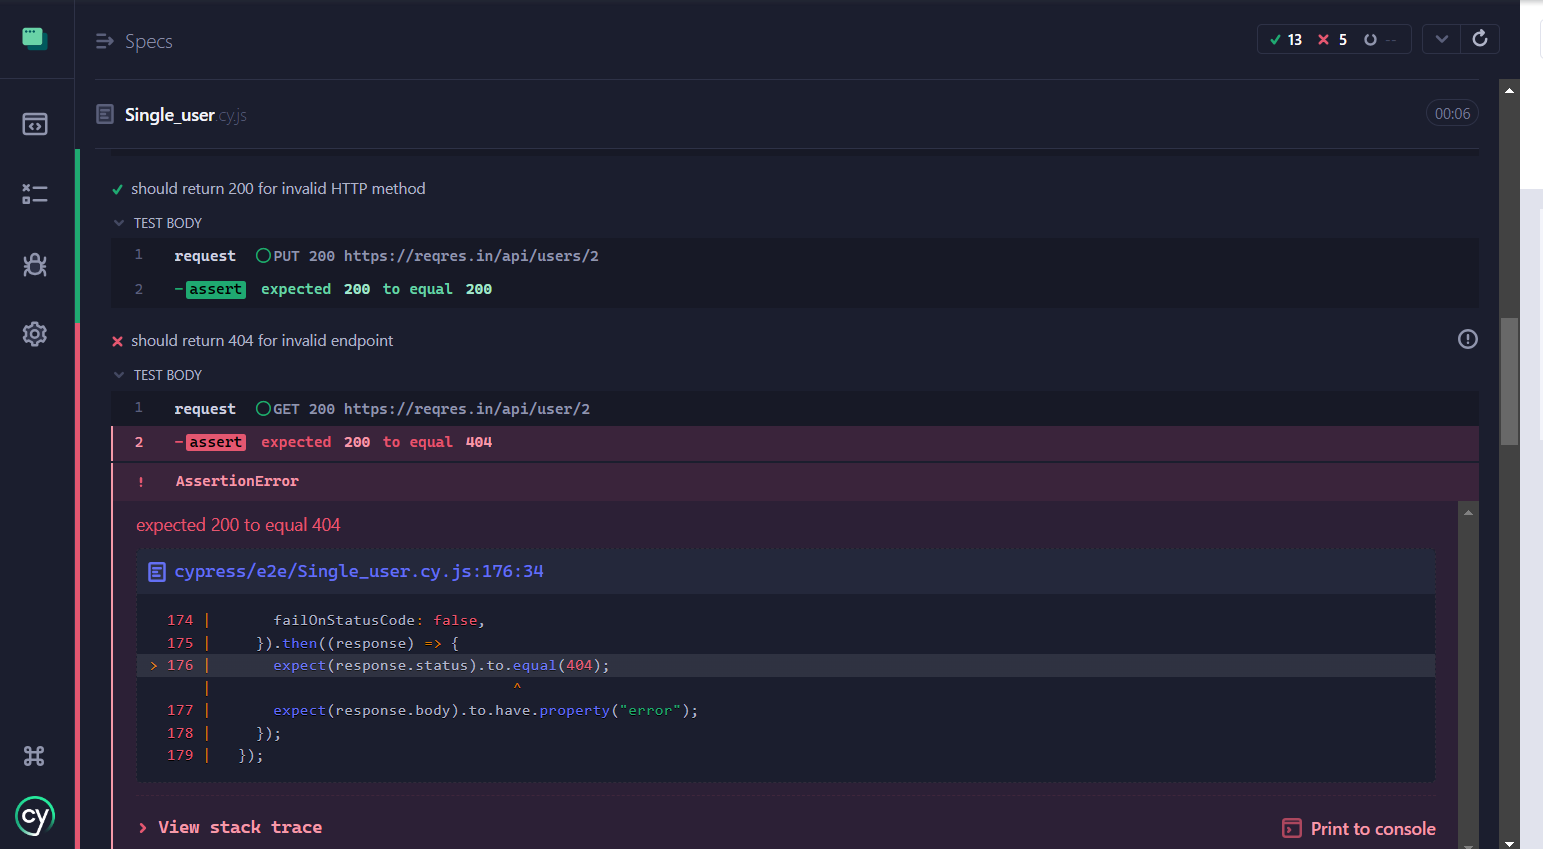 Specs
13 5 --
Single_user.cy.js
00:06
should return 200 for invalid HTTP method
TEST BODY
1 request PUT 200 https://reqres.in/api/users/2
2 -assert expected 200 to equal 200
should return 404 for invalid endpoint
TEST BODY
1 request GET 200 https://reqres.in/api/user/2
2 -assert expected 200 to equal 404
! AssertionError
expected 200 to equal 404
cypress/e2e/Single_user.cy.js:176:34
174 | failOnStatusCode: false,
175 | }).then((response) => {
> 176 | expect(response.status).to.equal(404);
| ^
177 | expect(response.body).to.have.property("error");
178 | });
179 | });
View stack trace
Print to console
cy